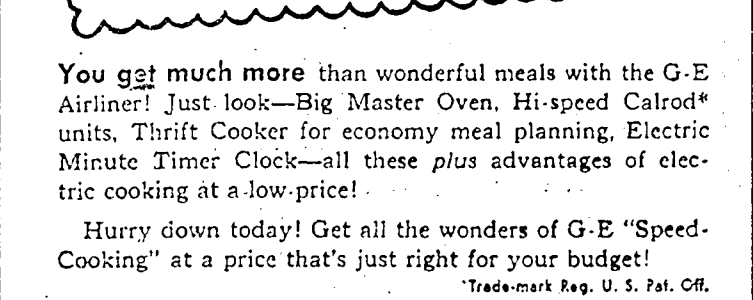 You get much more than wonderful meals with the G-E
Airliner! Just look—Big Master Oven, Hi-speed Calrod*
units, Thrift Cooker for economy meal planning, Electric
Minute Timer Clock—all these plus advantages of elec-
tric cooking at a low price!
Hurry down today! Get all the wonders of G-E "Speed-
Cooking" at a price that's just right for your budget!
*Trade-mark Reg. U. S. Pat. Off.